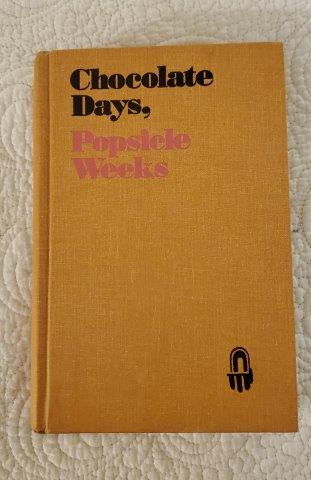 Chocolate
Days,
Popsicle
Weeks